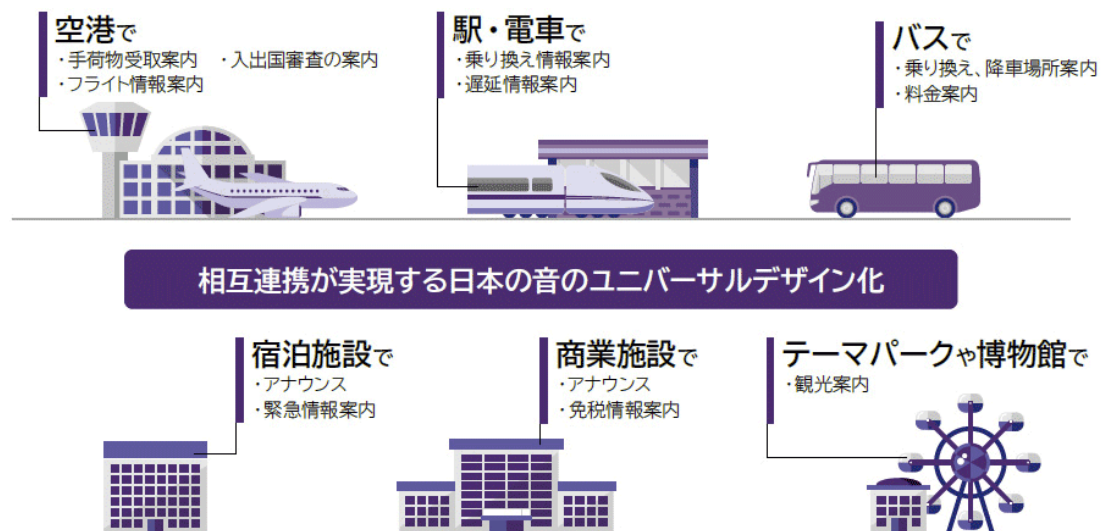 空港で
・手荷物受取案内 ・入出国審査の案内
・フライト情報案内
駅・電車で
・乗り換え情報案内
・遅延情報案内
バスで
・乗り換え、降車場所案内
・料金案内
相互連携が実現する日本の音のユニバーサルデザイン化
宿泊施設で
・アナウンス
・緊急情報案内
商業施設で
・アナウンス
・免税情報案内
テーマパークや博物館で
・観光案内